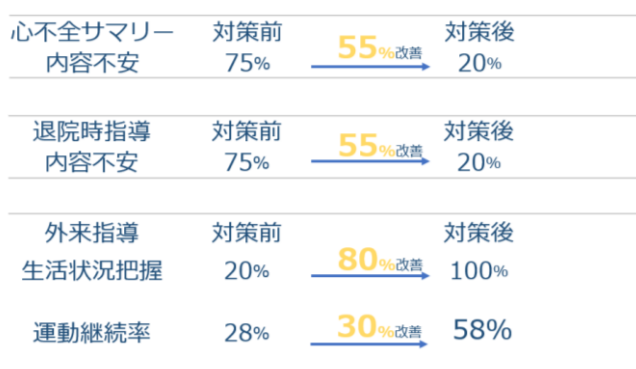 心不全サマリー 対策前 55%改善 対策後
内容不安 75% 20%
退院時指導 対策前 55%改善 対策後
内容不安 75% 20%
外来指導 対策前 対策後
生活状況把握 20% 80%改善 100%
運動継続率 28% 30%改善 58%